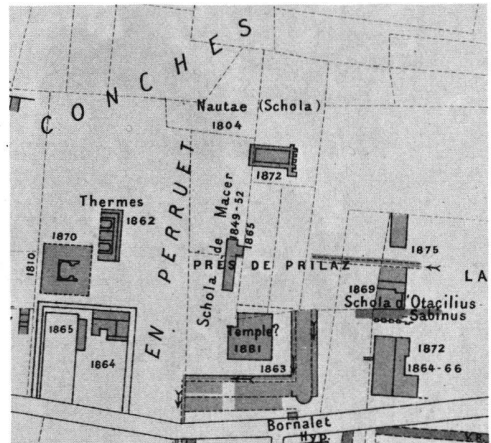 CONCHES
Nautae (Schola)
1804
1872
Thermes
1862
1870
1810
EN PERRUET
Schola de Macer
1849-52
1865
1875
PRÈS DE PRILAZ
LA
1869
Schola d'Otacilius
Sabinus
Temple?
1881
1865
1864
1863
1872
1864-66
Bornalet
Hyp.